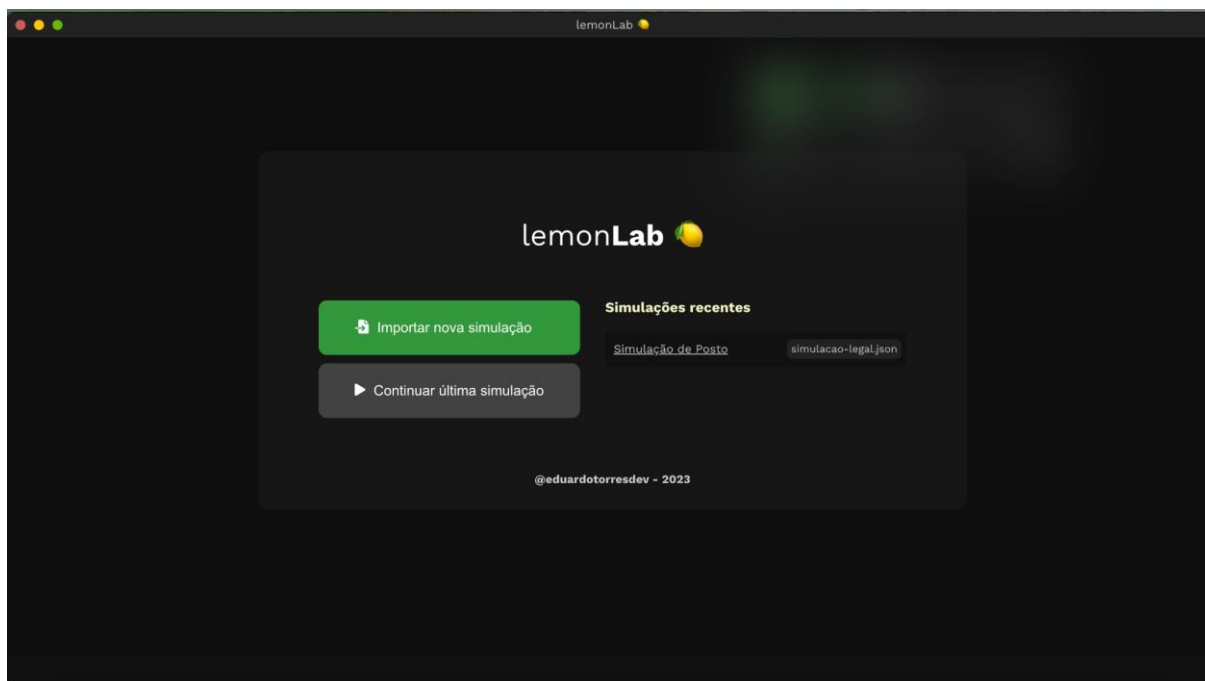 lemonLab 🍋
lemonLab 🍋
Importar nova simulação
Continuar última simulação
Simulações recentes
Simulação de Posto simulacao-legal.json
@eduardotorresdev - 2023